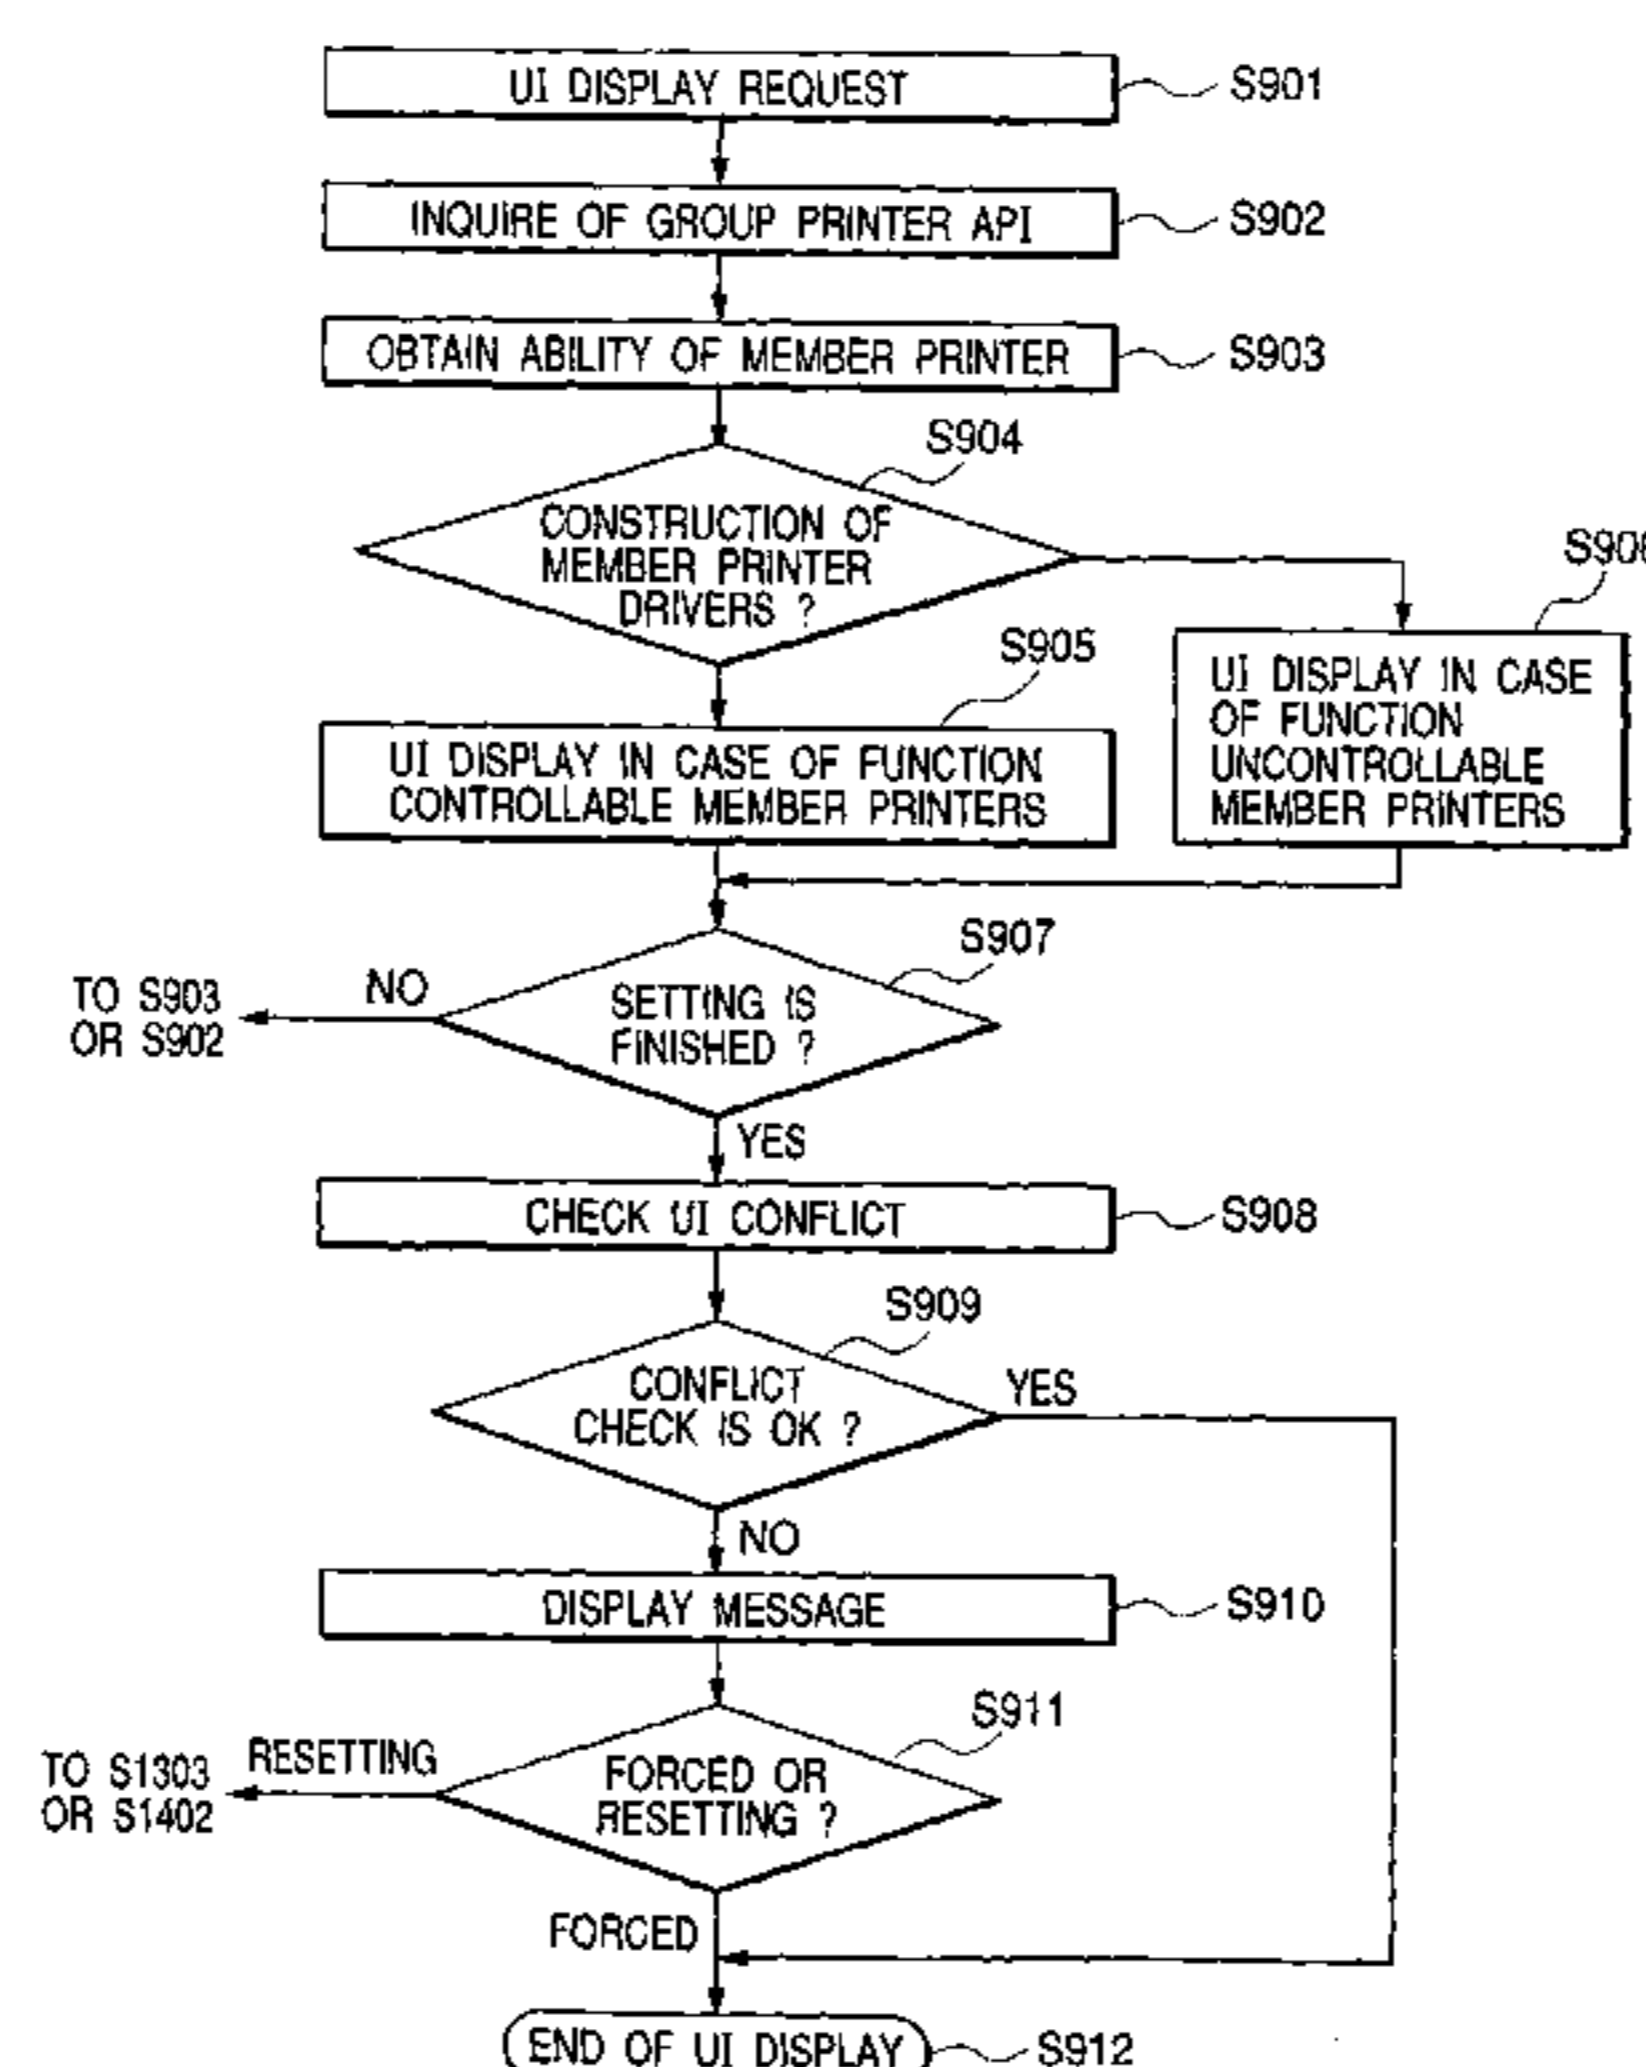 UI DISPLAY REQUEST
S901
INQUIRE OF GROUP PRINTER API
S902
OBTAIN ABILITY OF MEMBER PRINTER
S903
S904
CONSTRUCTION OF
MEMBER PRINTER
DRIVERS ?
S906
S905
UI DISPLAY IN CASE OF FUNCTION
CONTROLLABLE MEMBER PRINTERS
UI DISPLAY IN CASE
OF FUNCTION
UNCONTROLLABLE
MEMBER PRINTERS
S907
TO S903
OR S902
NO
SETTING IS
FINISHED ?
YES
CHECK UI CONFLICT
S908
S909
CONFLICT
CHECK IS OK ?
YES
NO
DISPLAY MESSAGE
S910
S911
TO S1303
OR S1402
RESETTING
FORCED OR
RESETTING ?
FORCED
END OF UI DISPLAY
S912